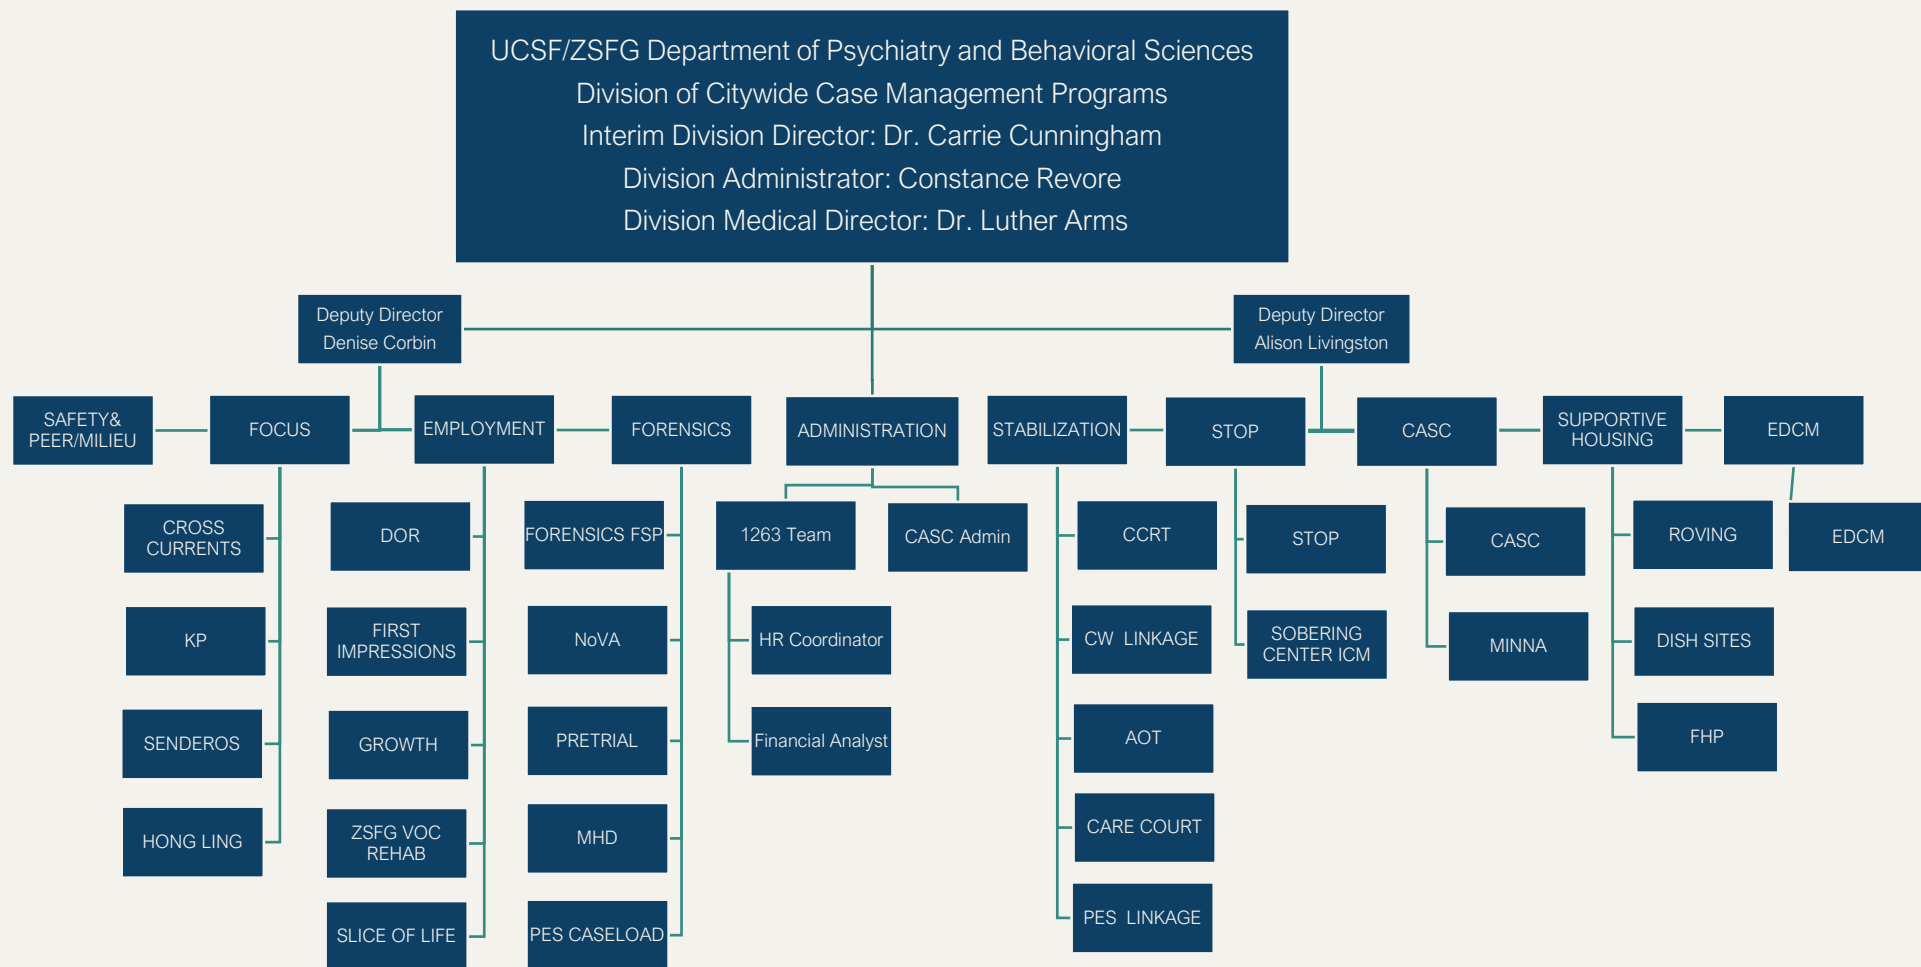 UCSF/ZSFG Department of Psychiatry and Behavioral Sciences
Division of Citywide Case Management Programs
Interim Division Director: Dr. Carrie Cunningham
Division Administrator: Constance Revore
Division Medical Director: Dr. Luther Arms
Deputy Director
Denise Corbin
Deputy Director
Alison Livingston
SAFETY&
PEER/MILIEU
FOCUS
EMPLOYMENT
FORENSICS
ADMINISTRATION
STABILIZATION
STOP
CASC
SUPPORTIVE
HOUSING
EDCM
CROSS
CURRENTS
KP
SENDEROS
HONG LING
DOR
FIRST
IMPRESSIONS
GROWTH
ZSFG VOC
REHAB
SLICE OF LIFE
FORENSICS FSP
NoVA
PRETRIAL
MHD
PES CASELOAD
1263 Team
HR Coordinator
Financial Analyst
CASC Admin
CCRT
CW  LINKAGE
AOT
CARE COURT
PES  LINKAGE
STOP
SOBERING
CENTER ICM
CASC
MINNA
ROVING
DISH SITES
FHP
EDCM